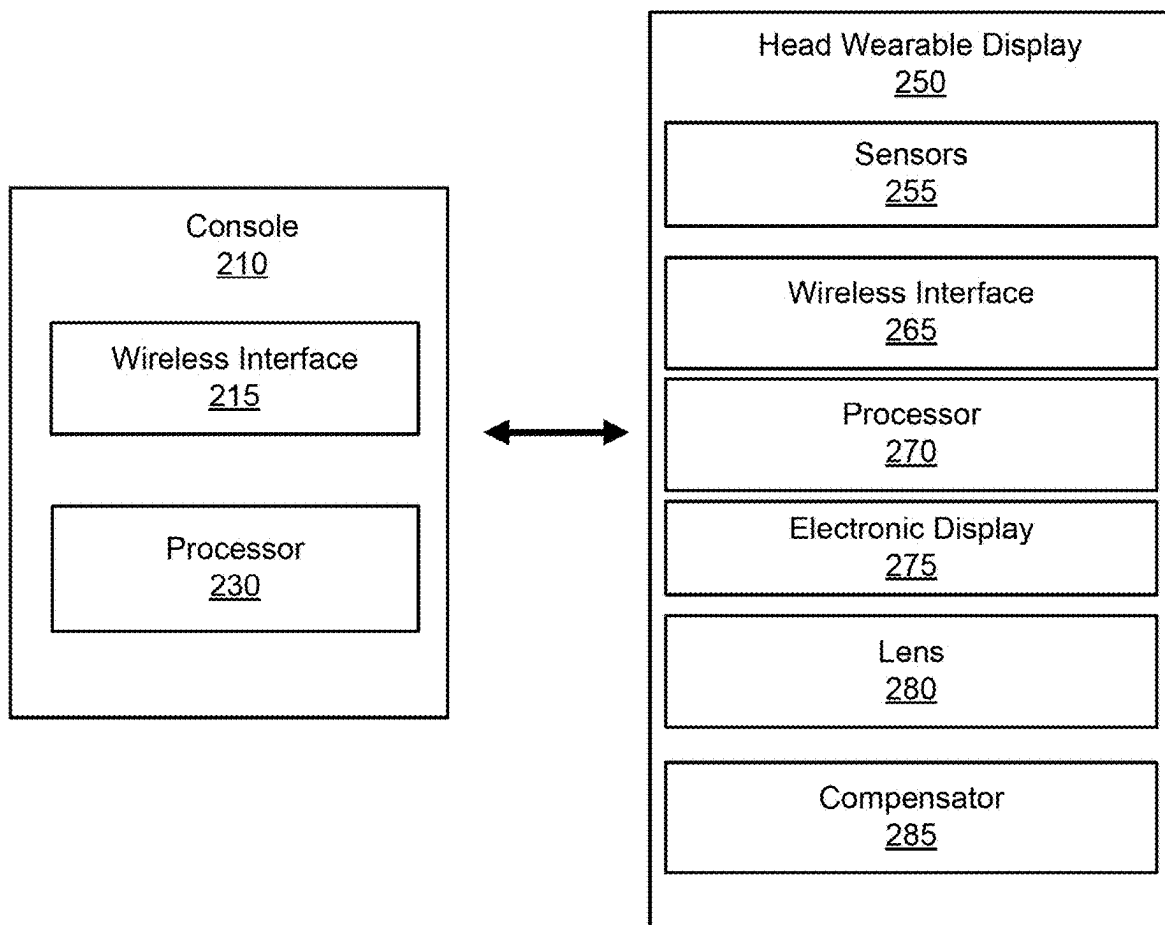 Console
210
Wireless Interface
215
Processor
230
Head Wearable Display
250
Sensors
255
Wireless Interface
265
Processor
270
Electronic Display
275
Lens
280
Compensator
285